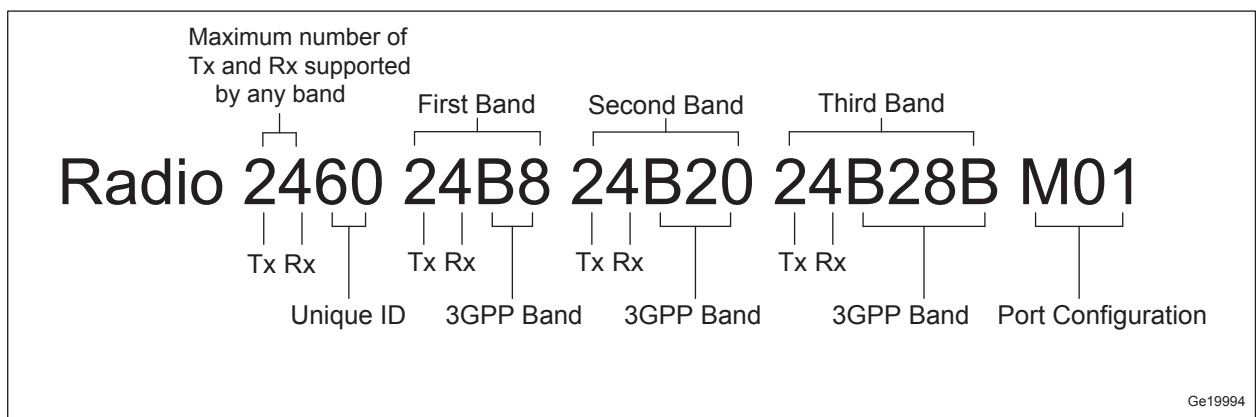 Maximum number of
Tx and Rx supported
by any band
First Band
Second Band
Third Band
Radio 2460 24B8 24B20 24B28B M01
Tx Rx
Tx Rx
Tx Rx
Tx Rx
Unique ID
3GPP Band
3GPP Band
3GPP Band
Port Configuration
Ge19994